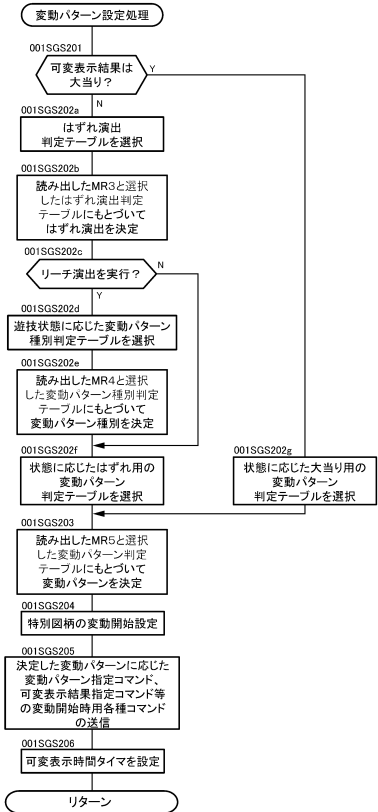 変動パターン設定処理
001SGS201
可変表示結果は
大当り？
Y
N
001SGS202a
はずれ演出
判定テーブルを選択
001SGS202b
読み出したMR3と選択
したはずれ演出判定
テーブルにもとづいて
はずれ演出を決定
001SGS202c
リーチ演出を実行？
N
Y
001SGS202d
遊技状態に応じた変動パターン
種別判定テーブルを選択
001SGS202e
読み出したMR4と選択
した変動パターン種別判定
テーブルにもとづいて
変動パターン種別を決定
001SGS202f
状態に応じたはずれ用の
変動パターン
判定テーブルを選択
001SGS202g
状態に応じた大当り用の
変動パターン
判定テーブルを選択
001SGS203
読み出したMR5と選択
した変動パターン判定
テーブルにもとづいて
変動パターンを決定
001SGS204
特別図柄の変動開始設定
001SGS205
決定した変動パターンに応じた
変動パターン指定コマンド、
可変表示結果指定コマンド等
の変動開始時用各種コマンド
の送信
001SGS206
可変表示時間タイマを設定
リターン